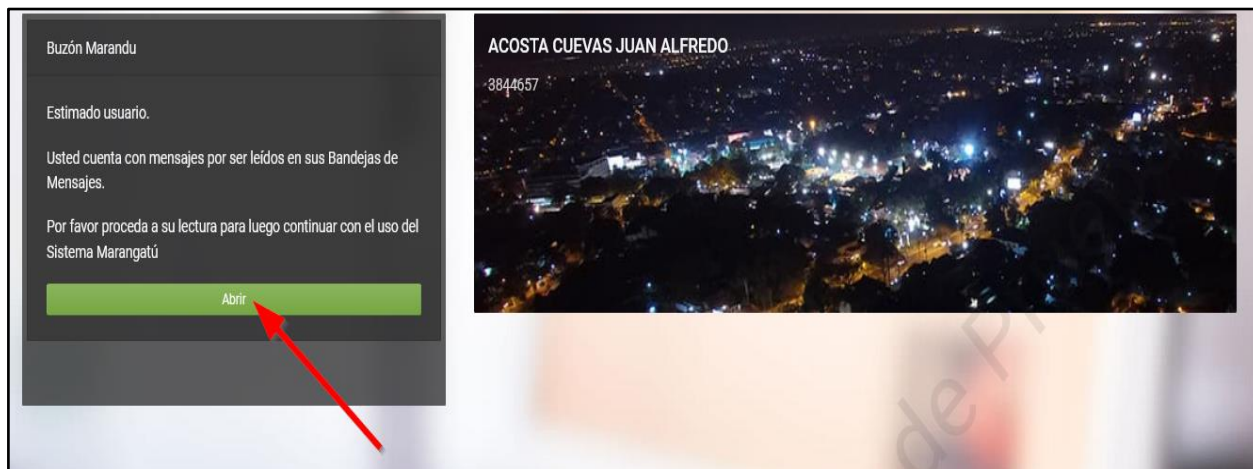 Buzón Marandu
Estimado usuario.
Usted cuenta con mensajes por ser leídos en sus Bandejas de
Mensajes.
Por favor proceda a su lectura para luego continuar con el uso del
Sistema Marangatú
Abrir
ACOSTA CUEVAS JUAN ALFREDO
3844657
de